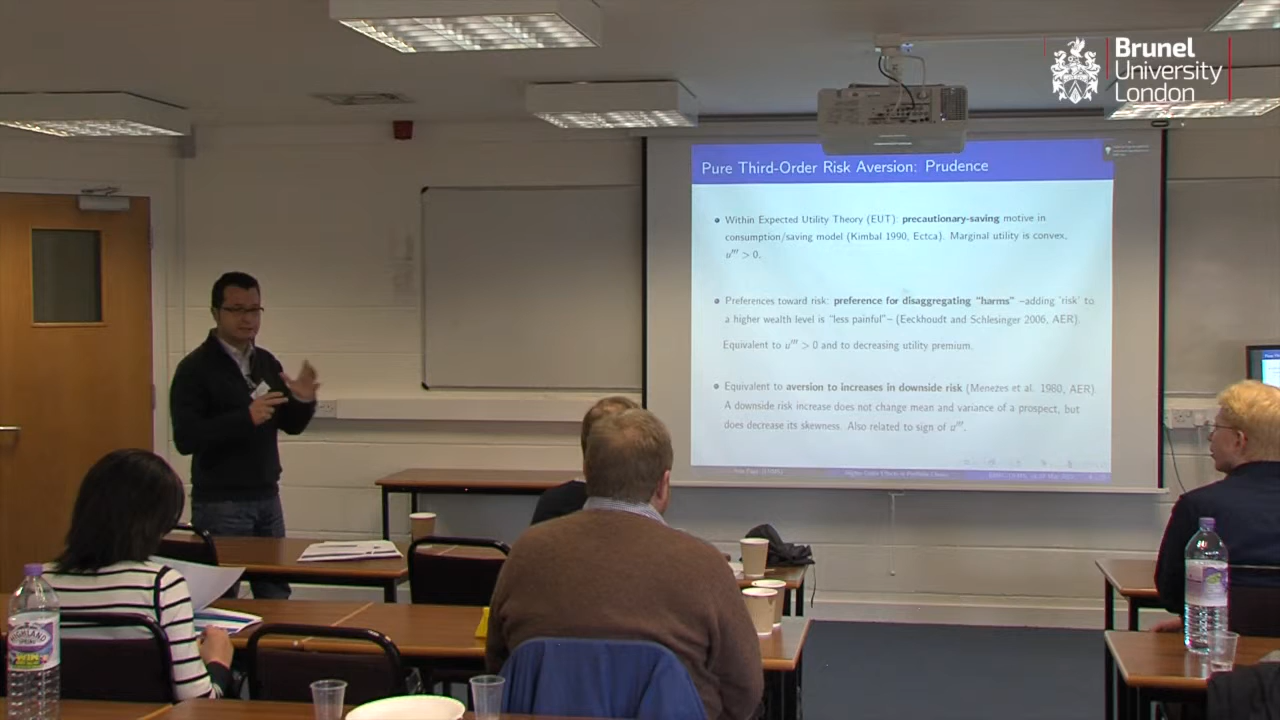 Brunel
University
London
Pure Third-Order Risk Aversion: Prudence
Within Expected Utility Theory (EUT): precautionary-saving motive in
consumption/saving model (Kimbal 1990, Ectca). Marginal utility is convex,
u''' > 0.
Preferences toward risk: preference for disaggregating "harms" –adding 'risk' to
a higher wealth level is "less painful"– (Eeckhoudt and Schlesinger 2006, AER).
Equivalent to u''' > 0 and to decreasing utility premium.
Equivalent to aversion to increases in downside risk (Menezes et al. 1980, AER).
A downside risk increase does not change mean and variance of a prospect, but
does decrease its skewness. Also related to sign of u'''.
HIGHLAND